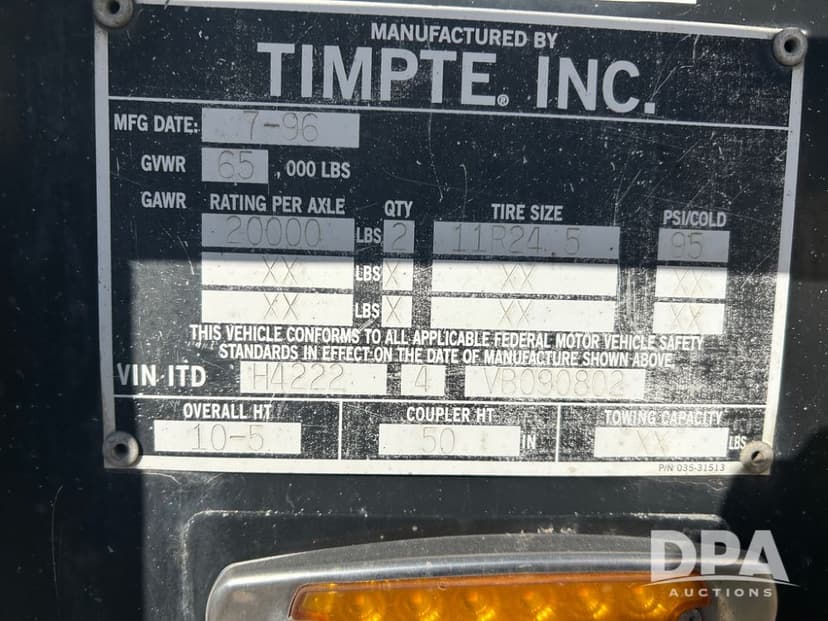 MANUFACTURED BY
TIMPTE® INC.
MFG DATE: 7-96
GVWR 65 ,000 LBS
GAWR RATING PER AXLE QTY TIRE SIZE PSI/COLD
20000 LBS 2 11R24.5 95
XX LBS X XX XX
XX LBS X XX XX
THIS VEHICLE CONFORMS TO ALL APPLICABLE FEDERAL MOTOR VEHICLE SAFETY
STANDARDS IN EFFECT ON THE DATE OF MANUFACTURE SHOWN ABOVE.
VIN 1TD H4222 4 VB090802
OVERALL HT COUPLER HT TOWING CAPACITY
10-5 50 IN XX LBS
P/N 035-31513
DPA
AUCTIONS